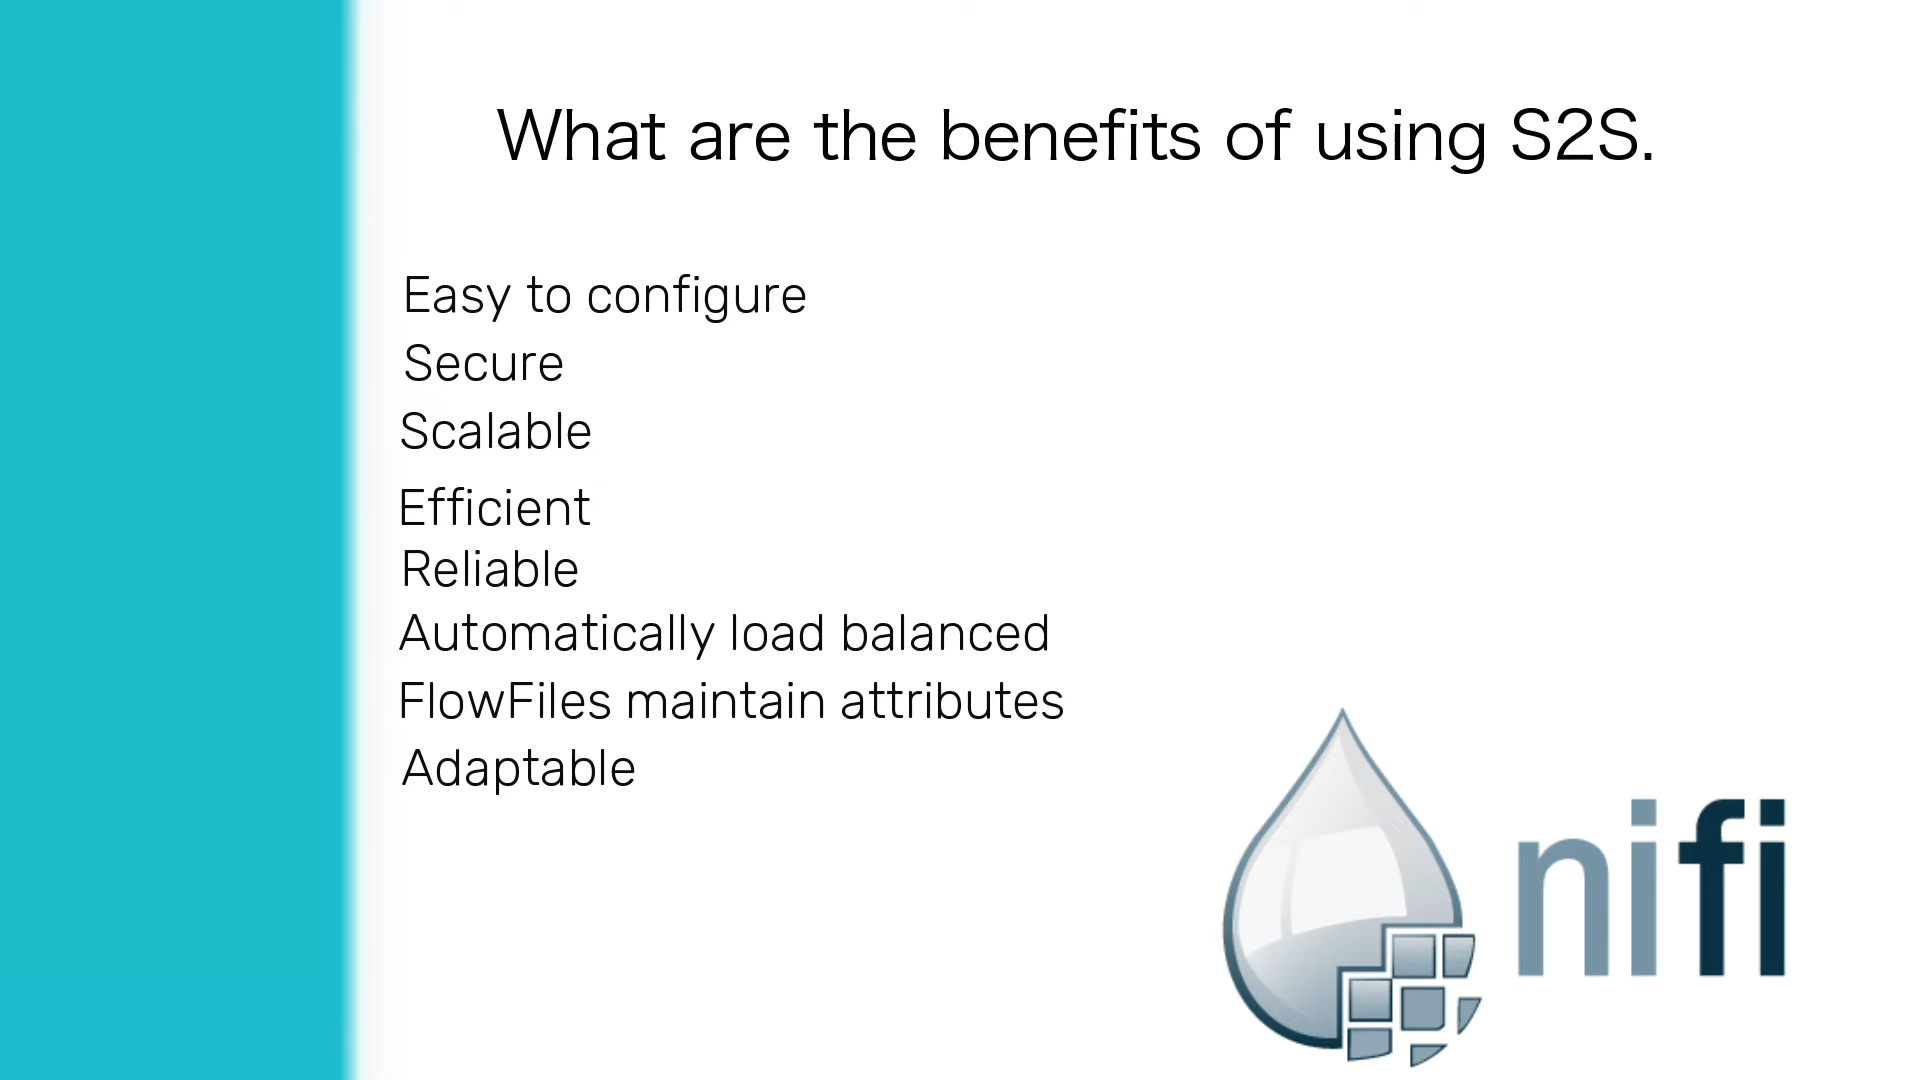 What are the benefits of using S2S.
Easy to configure
Secure
Scalable
Efficient
Reliable
Automatically load balanced
FlowFiles maintain attributes
Adaptable
nifi